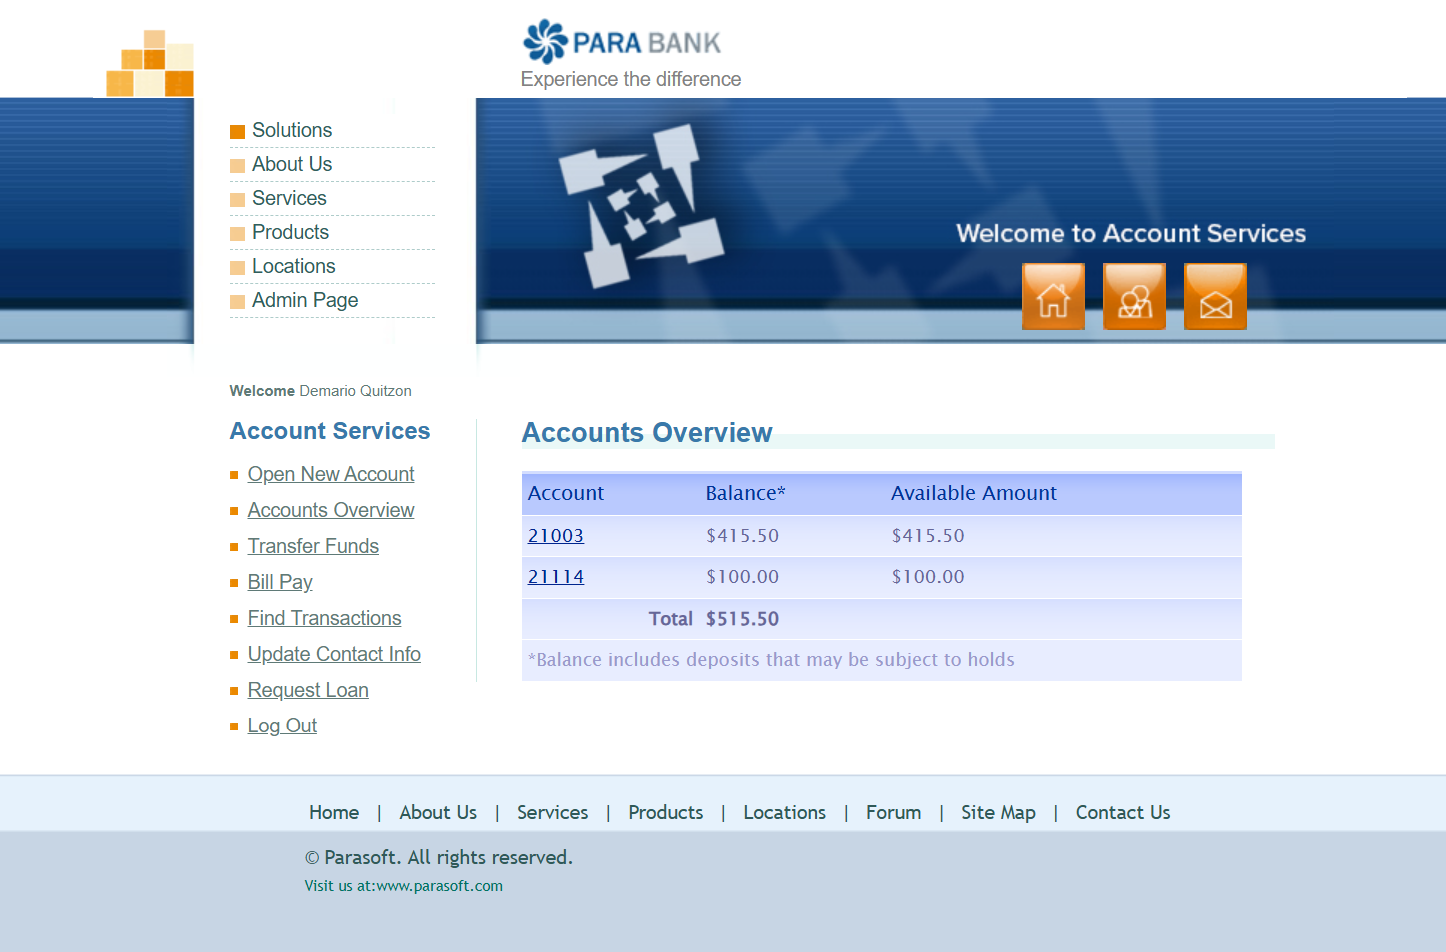 PARA BANK
Experience the difference
Solutions
About Us
Services
Products
Locations
Admin Page
Welcome to Account Services
Welcome Demario Quitzon
Account Services
Open New Account
Accounts Overview
Transfer Funds
Bill Pay
Find Transactions
Update Contact Info
Request Loan
Log Out
Accounts Overview
Account Balance* Available Amount
21003 $415.50 $415.50
21114 $100.00 $100.00
Total $515.50
*Balance includes deposits that may be subject to holds
Home | About Us | Services | Products | Locations | Forum | Site Map | Contact Us
© Parasoft. All rights reserved.
Visit us at:www.parasoft.com